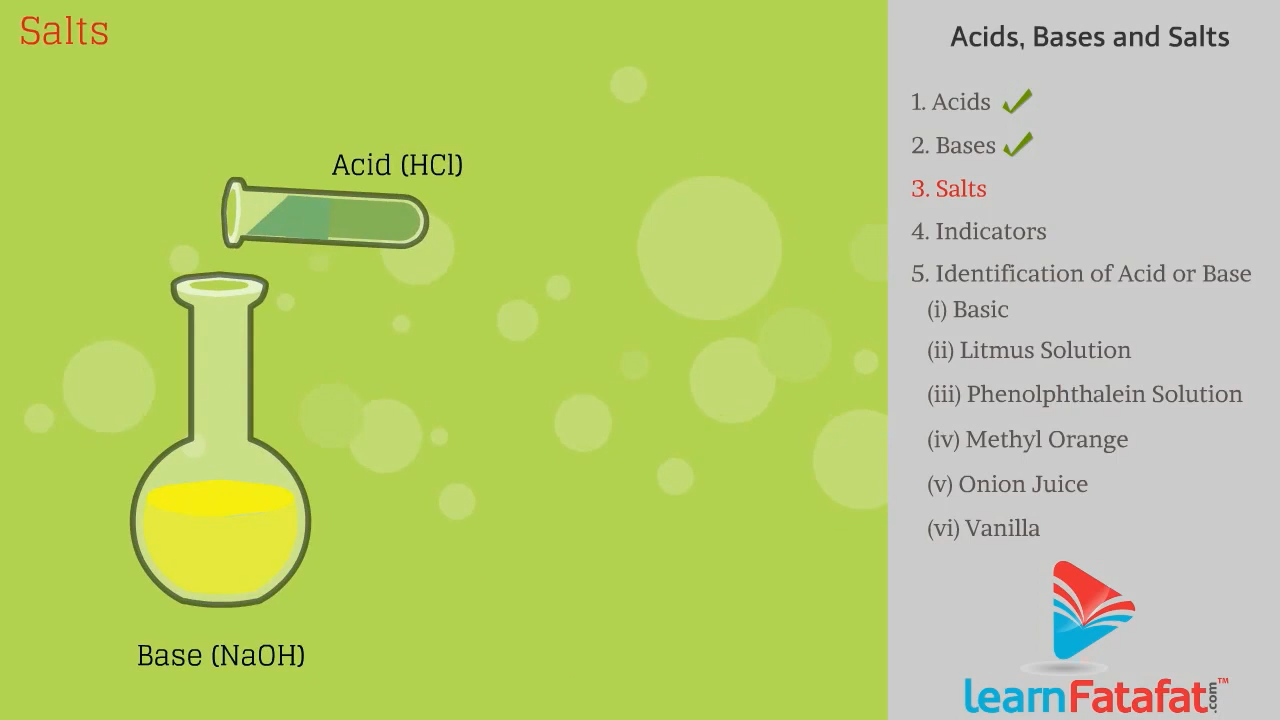 Salts
Acid (HCl)
Base (NaOH)
Acids, Bases and Salts
1. Acids
2. Bases
3. Salts
4. Indicators
5. Identification of Acid or Base
(i) Basic
(ii) Litmus Solution
(iii) Phenolphthalein Solution
(iv) Methyl Orange
(v) Onion Juice
(vi) Vanilla
learnFatafat.com™